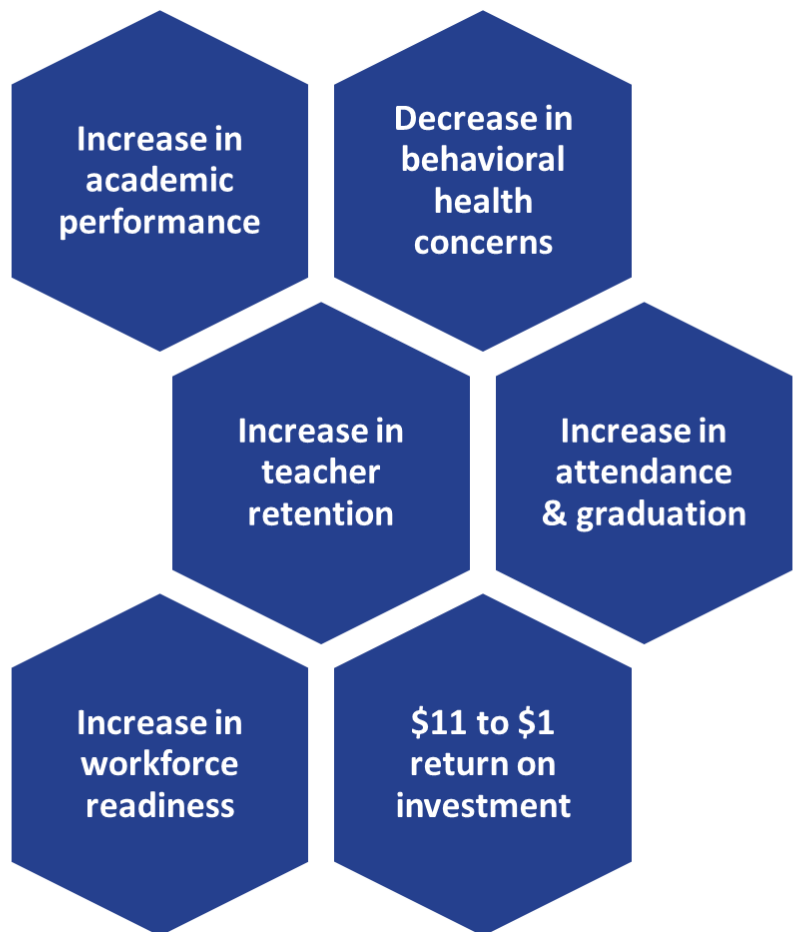 Increase in
academic
performance
Decrease in
behavioral
health
concerns
Increase in
teacher
retention
Increase in
attendance
& graduation
Increase in
workforce
readiness
$11 to $1
return on
investment